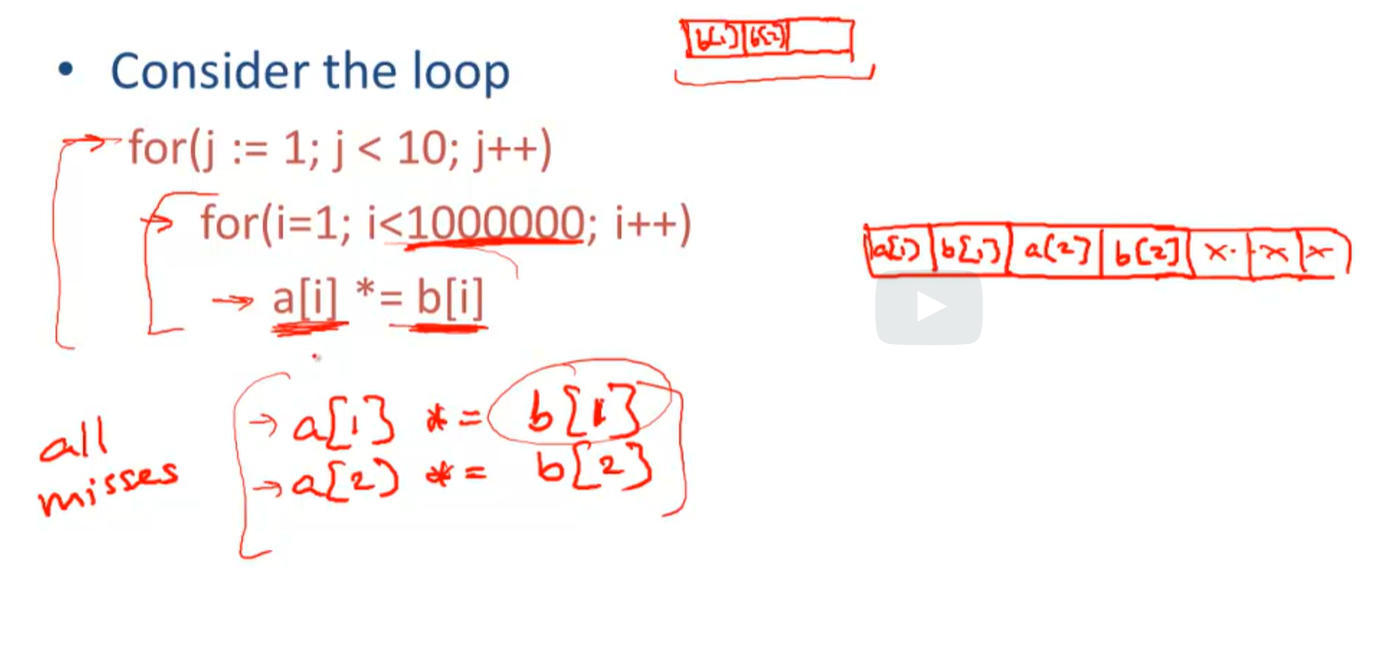 b[1] b[2]
• Consider the loop
for(j := 1; j < 10; j++)
for(i=1; i<1000000; i++)
a[i] *= b[i]
a[1] b[1] a[2] b[2] x x x
all
misses
→ a[1] *= b[1]
→ a[2] *= b[2]